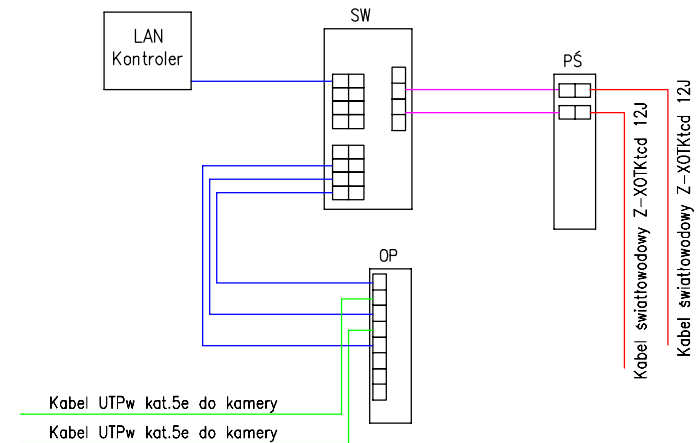 SW
LAN
Kontroler
PŚ
Kabel światłowodowy Z-XOTKtcd 12J
Kabel światłowodowy Z-XOTKtcd 12J
OP
Kabel UTPw kat.5e do kamery
Kabel UTPw kat.5e do kamery